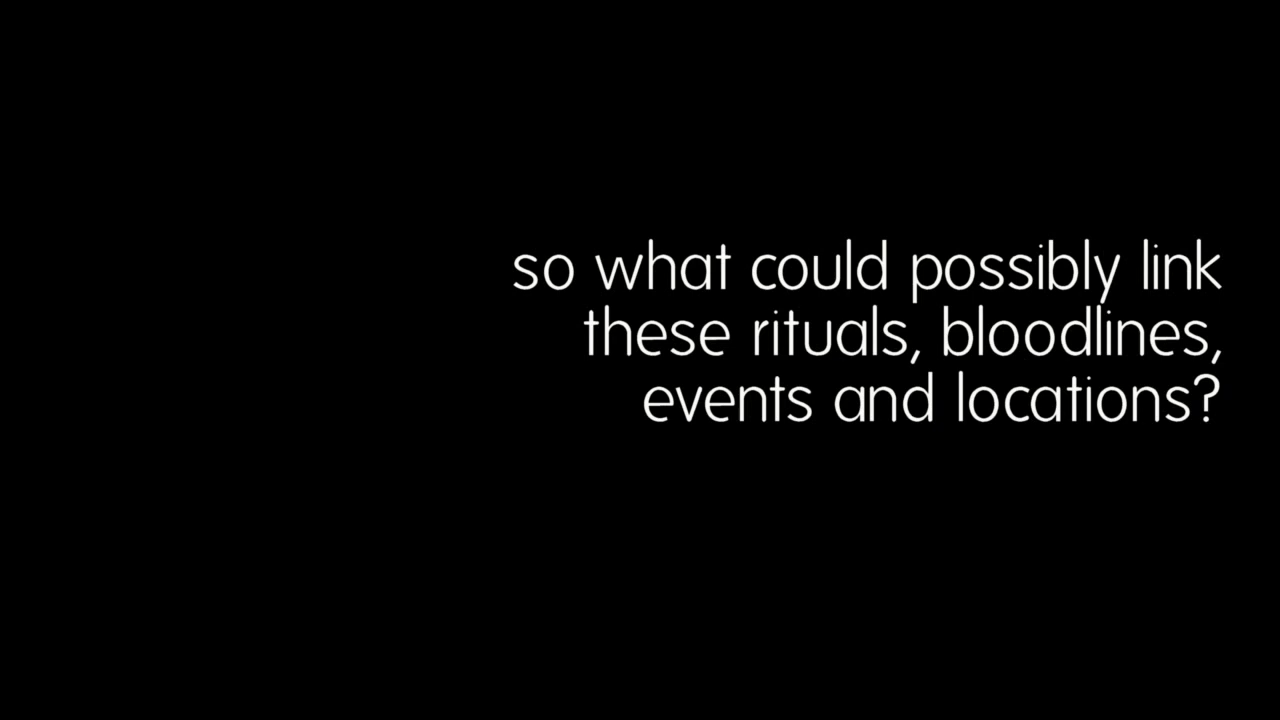 so what could possibly link
these rituals, bloodlines,
events and locations?